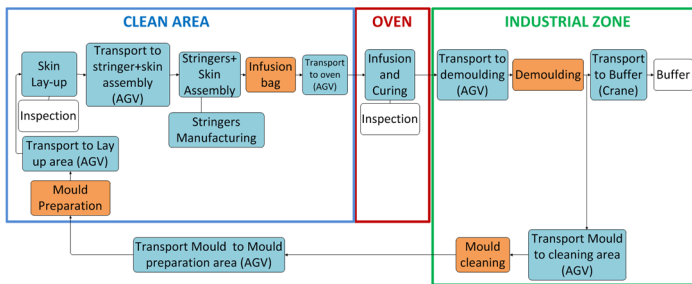 CLEAN AREA
OVEN
INDUSTRIAL ZONE
Skin
Lay-up
Inspection
Transport to
stringer+skin
assembly
(AGV)
Stringers+
Skin
Assembly
Stringers
Manufacturing
Infusion
bag
Transport
to oven
(AGV)
Infusion
and
Curing
Inspection
Transport to
demoulding
(AGV)
Demoulding
Transport
to Buffer
(Crane)
Buffer
Transport to Lay
up area (AGV)
Mould
Preparation
Transport Mould to Mould
preparation area (AGV)
Mould
cleaning
Transport Mould
to cleaning area
(AGV)